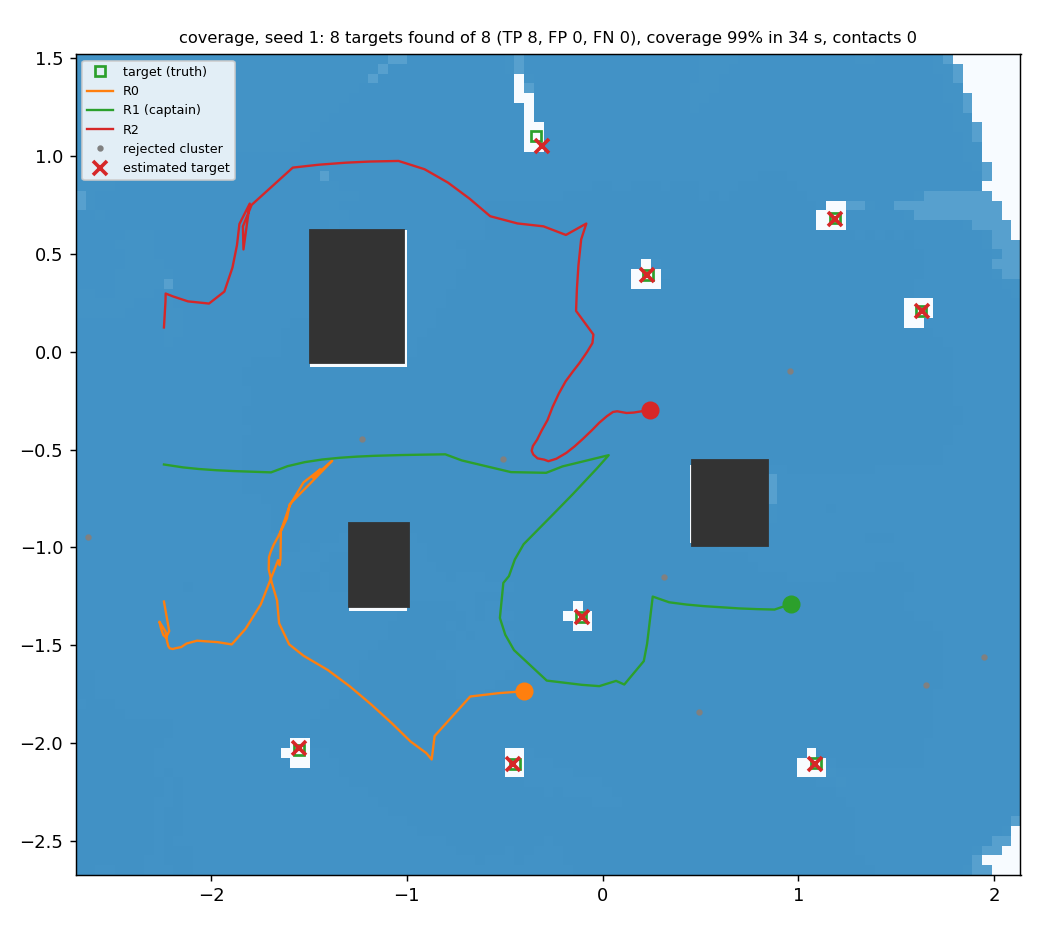 coverage, seed 1: 8 targets found of 8 (TP 8, FP 0, FN 0), coverage 99% in 34 s, contacts 0
target (truth)
R0
R1 (captain)
R2
rejected cluster
estimated target
1.5
1.0
0.5
0.0
−0.5
−1.0
−1.5
−2.0
−2.5
−2
−1
0
1
2